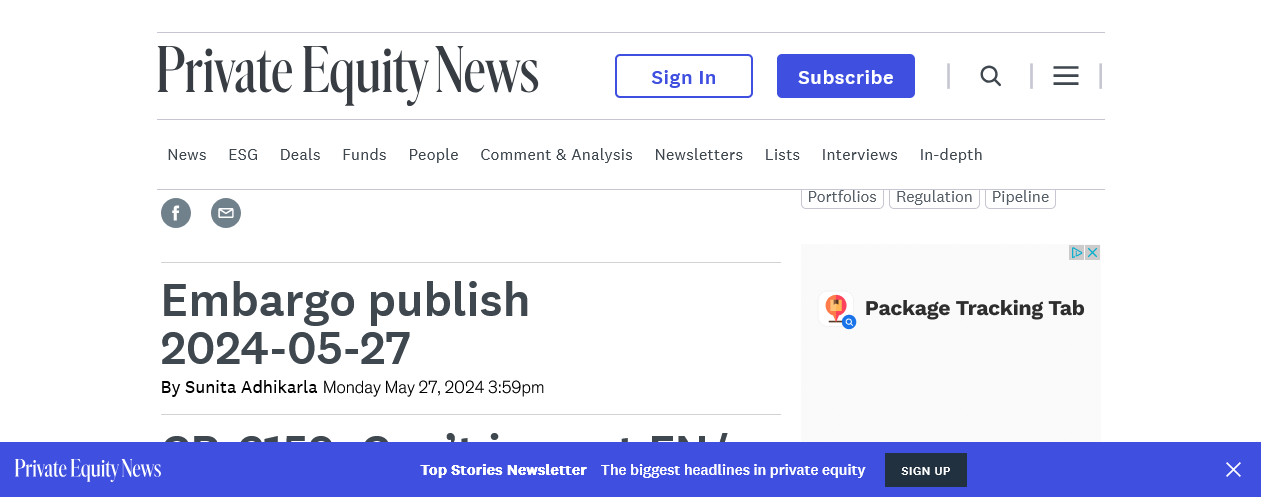 Private Equity News
Sign In
Subscribe
News ESG Deals Funds People Comment & Analysis Newsletters Lists Interviews In-depth
Portfolios Regulation Pipeline
Embargo publish
2024-05-27
By Sunita Adhikarla Monday May 27, 2024 3:59pm
Package Tracking Tab
Private Equity News
Top Stories Newsletter The biggest headlines in private equity
SIGN UP